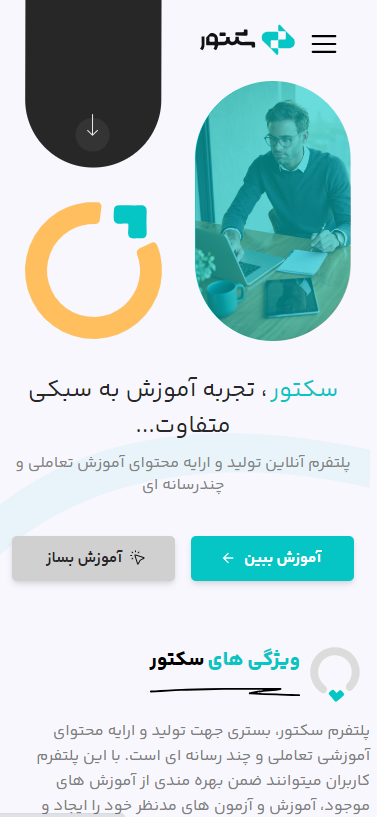 سکتور
سکتور، تجربه آموزش به سبکی
متفاوت...
پلتفرم آنلاین تولید و ارایه محتوای آموزش تعاملی و
چندرسانه ای
آموزش ببین
آموزش بساز
ویژگی های سکتور
پلتفرم سکتور، بستری جهت تولید و ارایه محتوای
آموزشی تعاملی و چند رسانه ای است. با این پلتفرم
کاربران میتوانند ضمن بهره مندی از آموزش های
موجود، آموزش و آزمون های مدنظر خود را ایجاد و